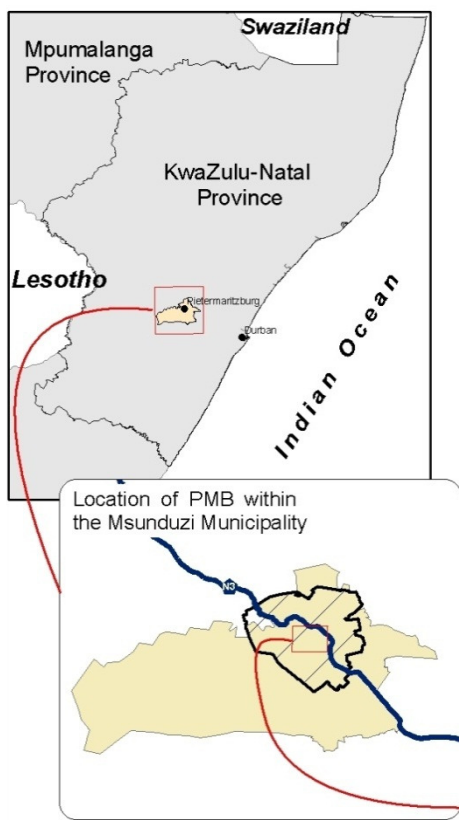 Swaziland
Mpumalanga
Province
KwaZulu-Natal
Province
Lesotho
Pietermaritzburg
Durban
Indian Ocean
Location of PMB within
the Msunduzi Municipality
N3